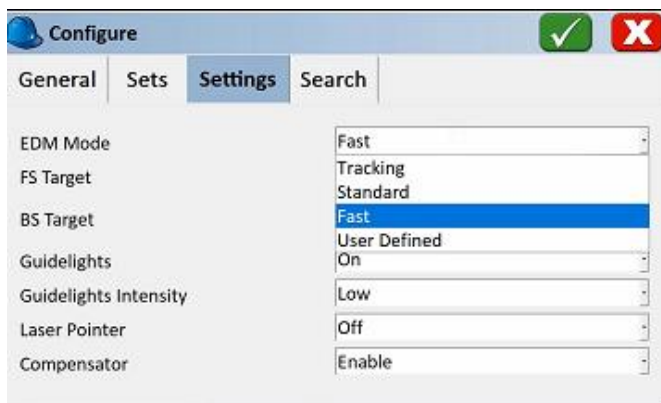 Configure
General Sets Settings Search
EDM Mode Fast
Tracking
FS Target
Standard
Fast
BS Target
User Defined
Guidelights On
Guidelights Intensity Low
Laser Pointer Off
Compensator Enable